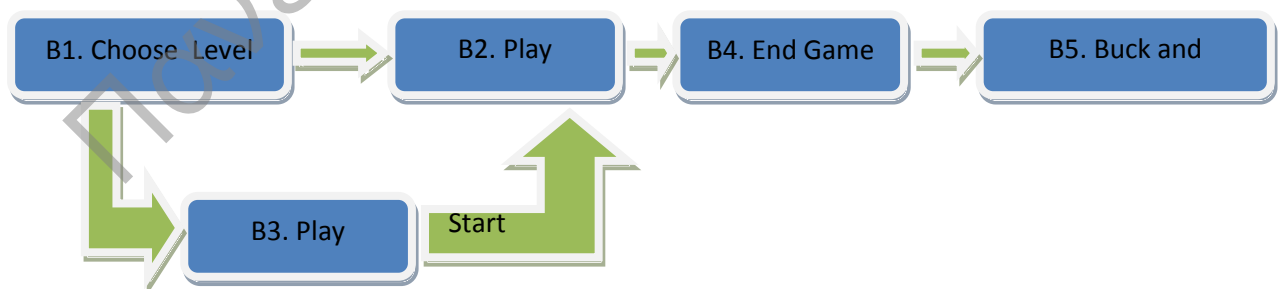 B1. Choose Level
B2. Play
B4. End Game
B5. Buck and
B3. Play
Start